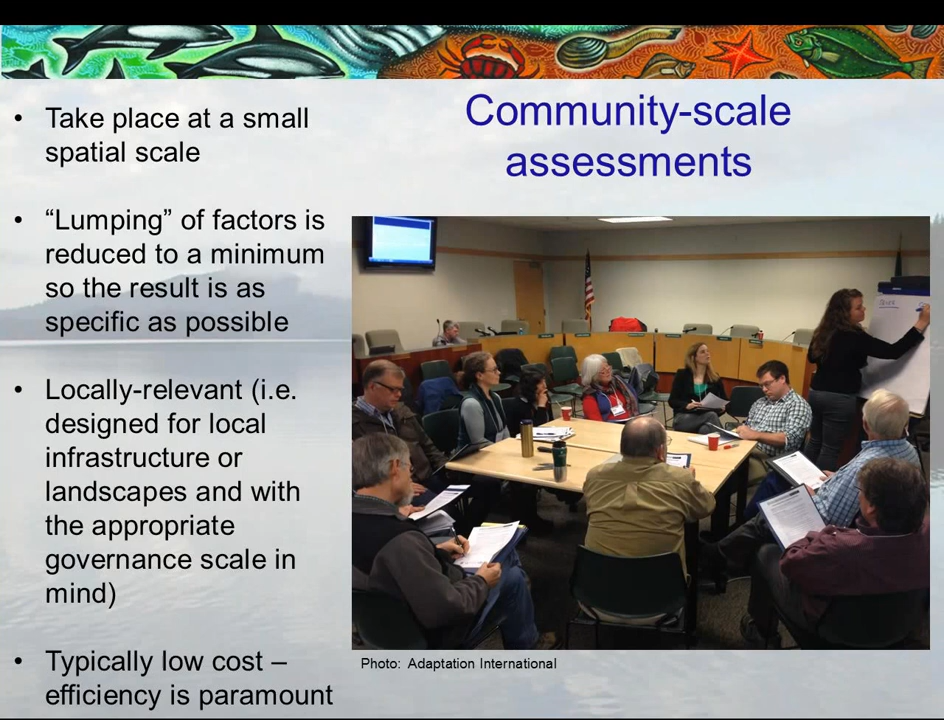 Community-scale
assessments
• Take place at a small
spatial scale
• “Lumping” of factors is
reduced to a minimum
so the result is as
specific as possible
• Locally-relevant (i.e.
designed for local
infrastructure or
landscapes and with
the appropriate
governance scale in
mind)
• Typically low cost –
efficiency is paramount
Photo: Adaptation International